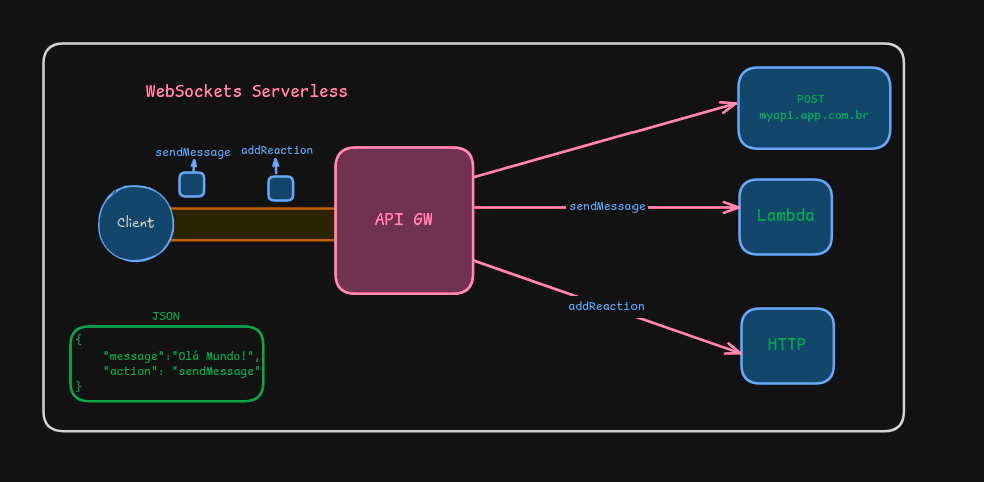 WebSockets Serverless
POST
myapi.app.com.br
sendMessage
addReaction
Client
API GW
sendMessage
Lambda
addReaction
HTTP
JSON
{
"message":"Olá Mundo!",
"action": "sendMessage"
}